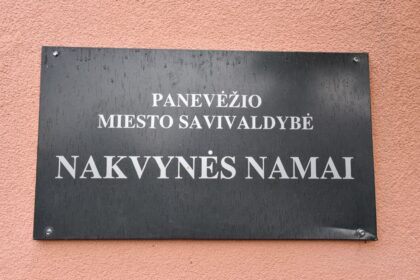 PANEVĖŽIO
MIESTO SAVIVALDYBĖ
NAKVYNĖS NAMAI